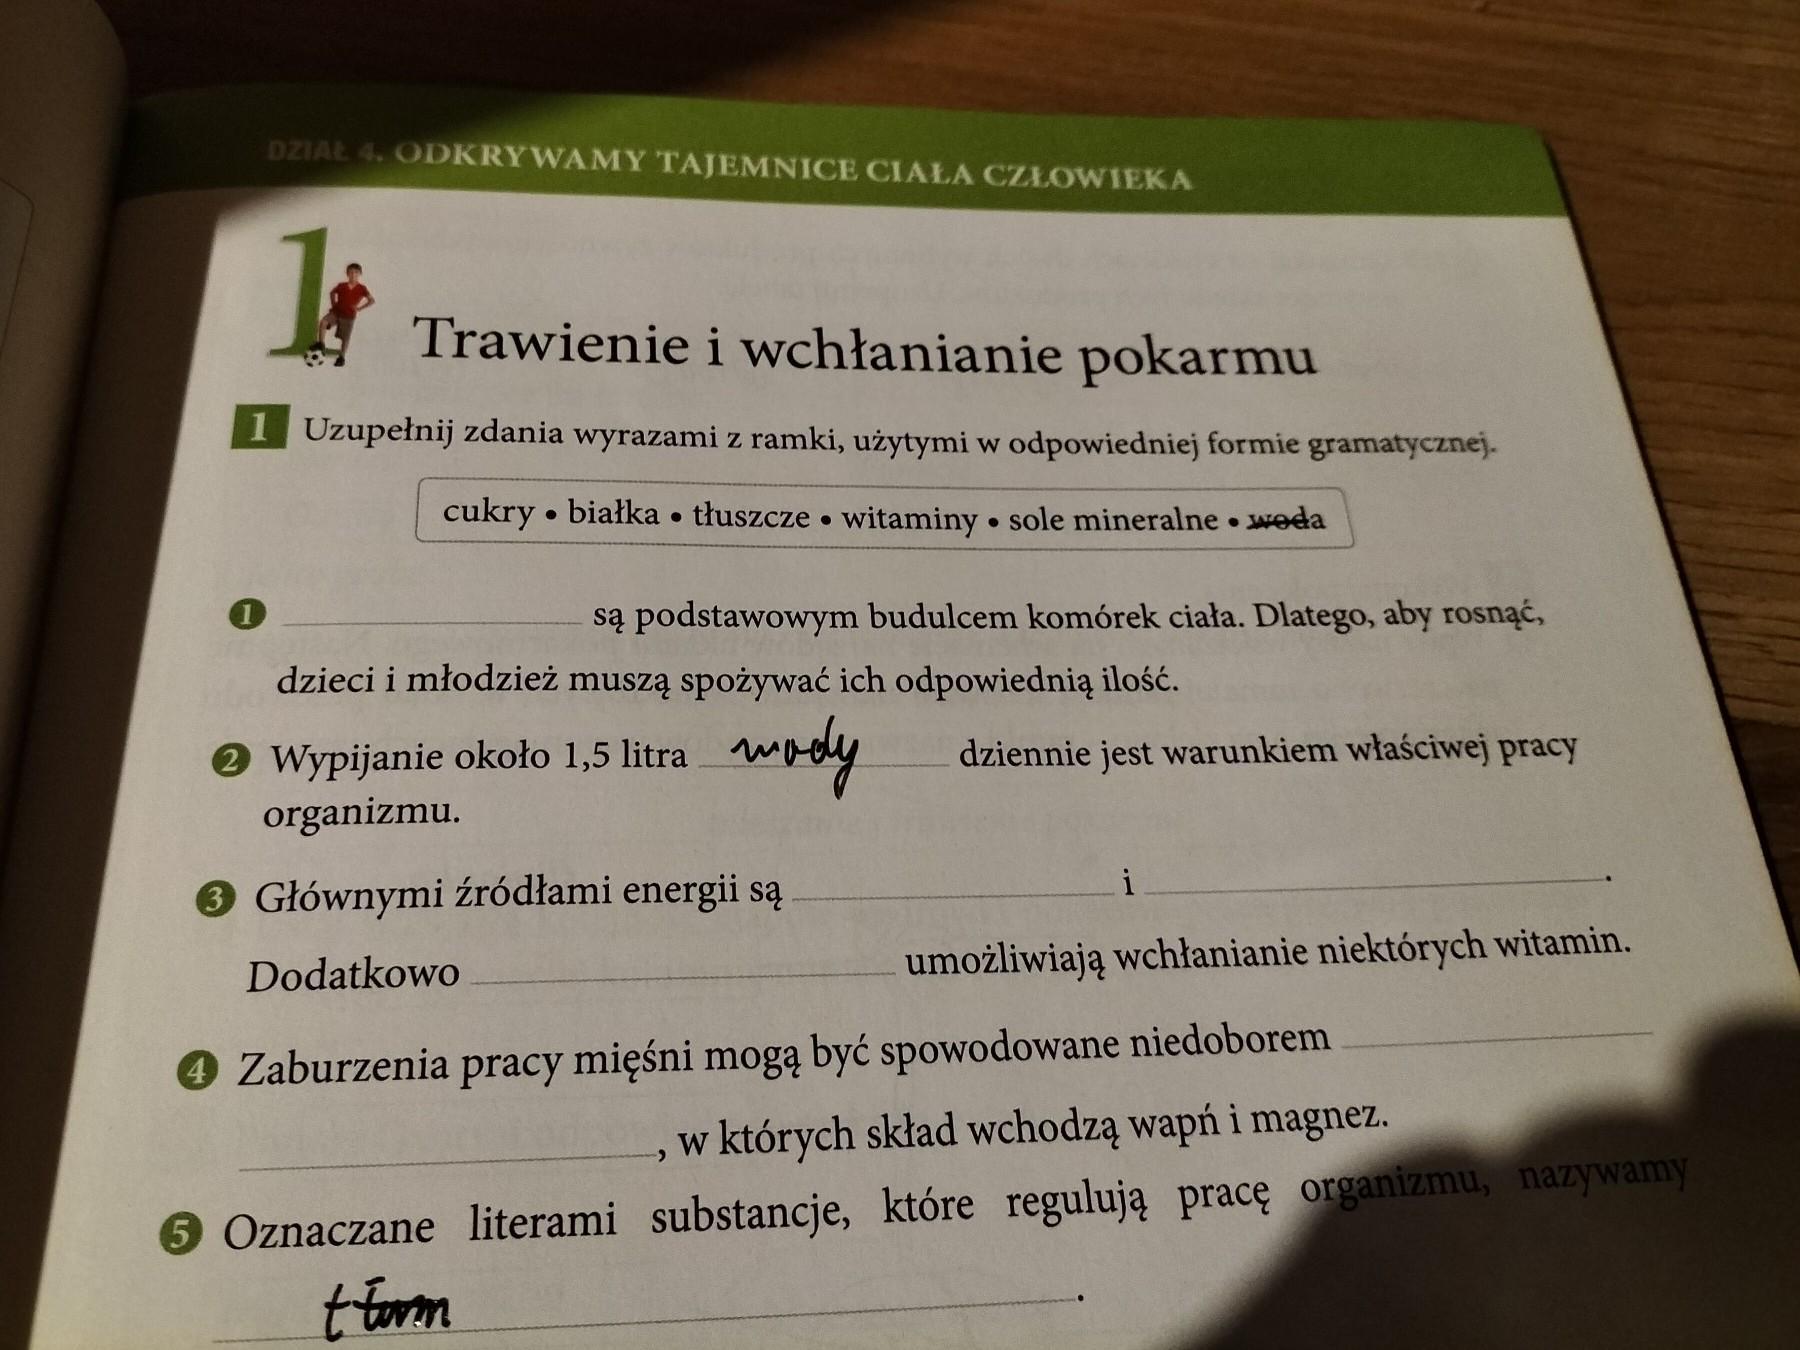 DZIAŁ 4. ODKRYWAMY TAJEMNICE CIAŁA CZŁOWIEKA
1
Trawienie i wchłanianie pokarmu
1 Uzupełnij zdania wyrazami z ramki, użytymi w odpowiedniej formie gramatycznej.
cukry • białka • tłuszcze • witaminy • sole mineralne • woda
1 są podstawowym budulcem komórek ciała. Dlatego, aby rosnąć,
dzieci i młodzież muszą spożywać ich odpowiednią ilość.
2 Wypijanie około 1,5 litra wody dziennie jest warunkiem właściwej pracy
organizmu.
3 Głównymi źródłami energii są i .
Dodatkowo umożliwiają wchłanianie niektórych witamin.
4 Zaburzenia pracy mięśni mogą być spowodowane niedoborem
, w których skład wchodzą wapń i magnez.
5 Oznaczane literami substancje, które regulują pracę organizmu, nazywamy
.